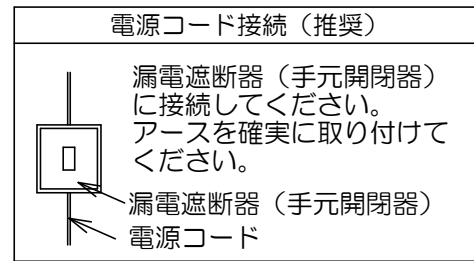 電源コード接続（推奨）
漏電遮断器（手元開閉器）
に接続してください。
アースを確実に取り付けて
ください。
漏電遮断器（手元開閉器）
電源コード